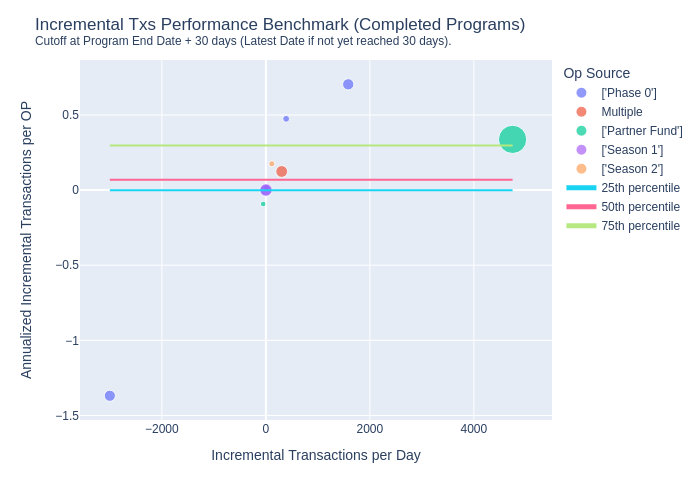 Incremental Txs Performance Benchmark (Completed Programs)
Cutoff at Program End Date + 30 days (Latest Date if not yet reached 30 days).
Op Source
['Phase 0']
Multiple
['Partner Fund']
['Season 1']
['Season 2']
25th percentile
50th percentile
75th percentile
Annualized Incremental Transactions per OP
0.5
0
−0.5
−1
−1.5
−2000
0
2000
4000
Incremental Transactions per Day